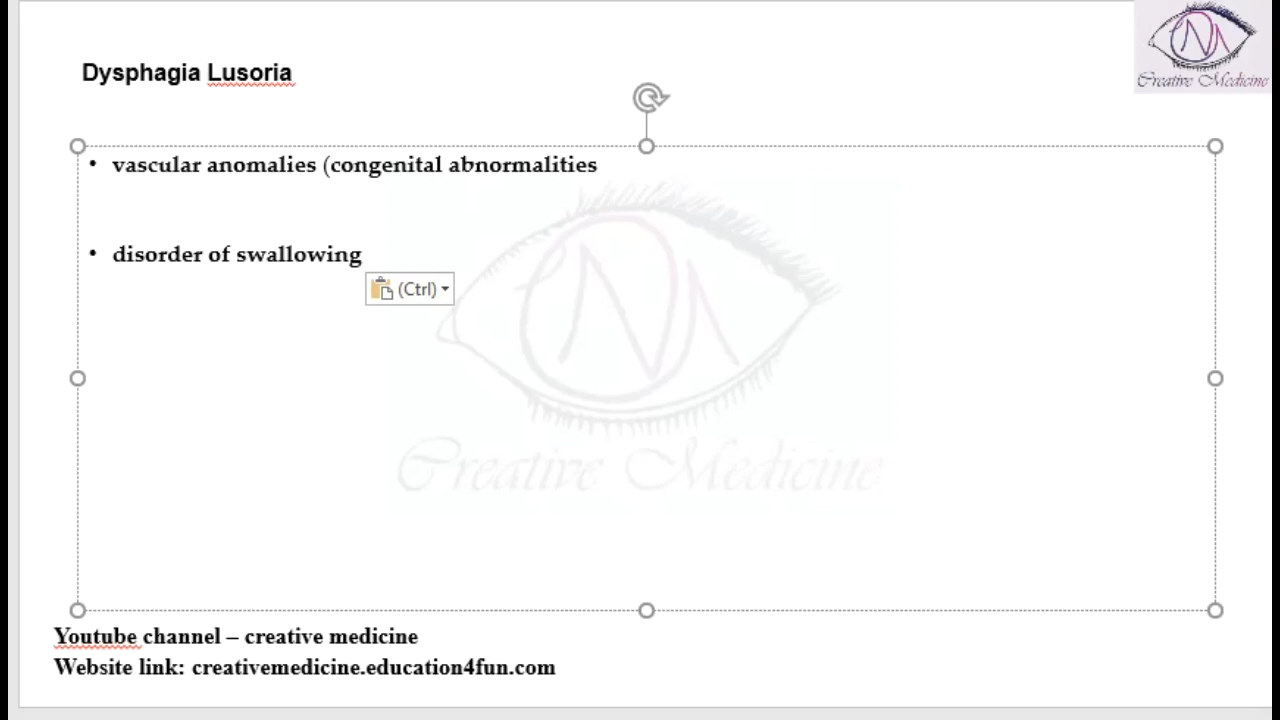 Creative Medicine
Dysphagia Lusoria
• vascular anomalies (congenital abnormalities
• disorder of swallowing
(Ctrl)
Creative Medicine
Youtube channel – creative medicine
Website link: creativemedicine.education4fun.com